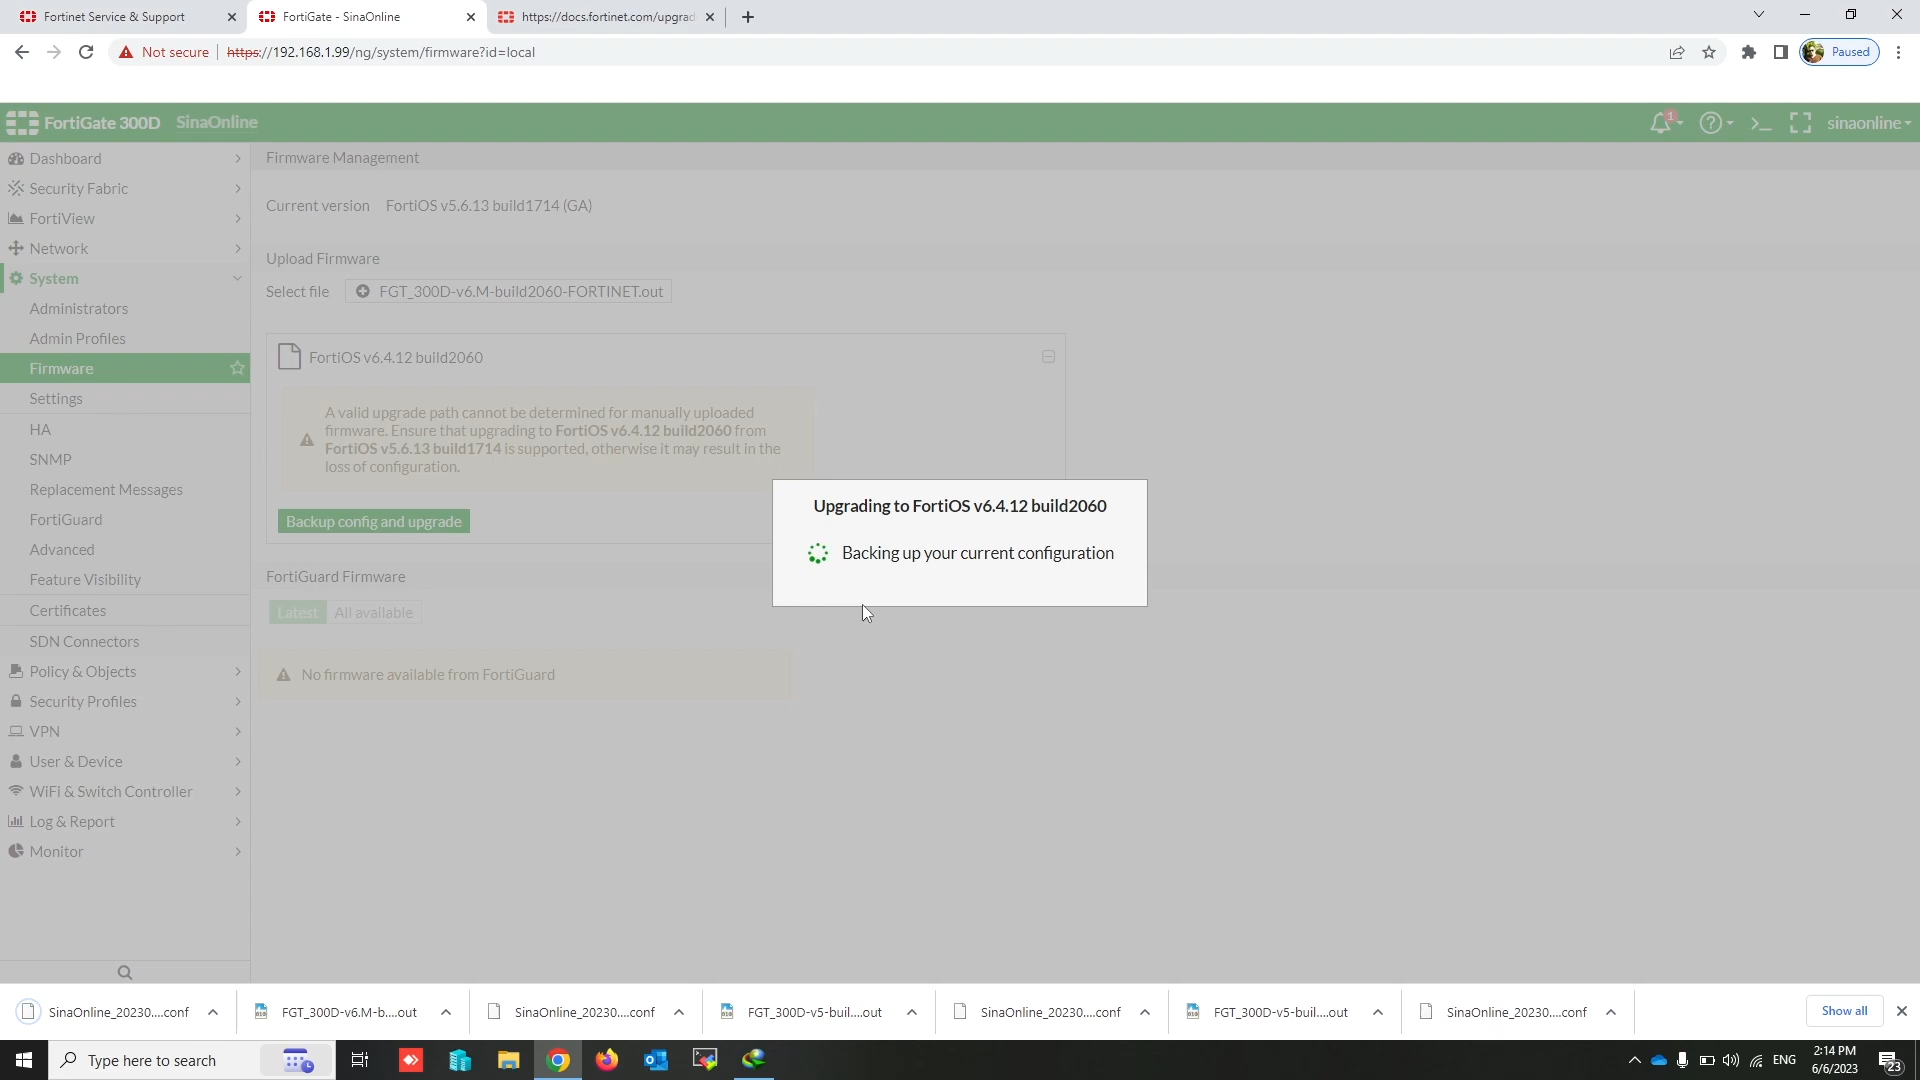 Fortinet Service & Support
FortiGate - SinaOnline
https://docs.fortinet.com/upgrad
Not secure
https://192.168.1.99/ng/system/firmware?id=local
Paused
FortiGate 300D
SinaOnline
1
sinaonline
Dashboard
Security Fabric
FortiView
Network
System
Administrators
Admin Profiles
Firmware
Settings
HA
SNMP
Replacement Messages
FortiGuard
Advanced
Feature Visibility
Certificates
SDN Connectors
Policy & Objects
Security Profiles
VPN
User & Device
WiFi & Switch Controller
Log & Report
Monitor
Firmware Management
Current version FortiOS v5.6.13 build1714 (GA)
Upload Firmware
Select file FGT_300D-v6.M-build2060-FORTINET.out
FortiOS v6.4.12 build2060
A valid upgrade path cannot be determined for manually uploaded
firmware. Ensure that upgrading to FortiOS v6.4.12 build2060 from
FortiOS v5.6.13 build1714 is supported, otherwise it may result in the
loss of configuration.
Backup config and upgrade
Upgrading to FortiOS v6.4.12 build2060
Backing up your current configuration
FortiGuard Firmware
Latest All available
No firmware available from FortiGuard
SinaOnline_20230....conf
FGT_300D-v6.M-b....out
SinaOnline_20230....conf
FGT_300D-v5-buil....out
SinaOnline_20230....conf
FGT_300D-v5-buil....out
SinaOnline_20230....conf
Show all
Type here to search
ENG
2:14 PM
6/6/2023
23